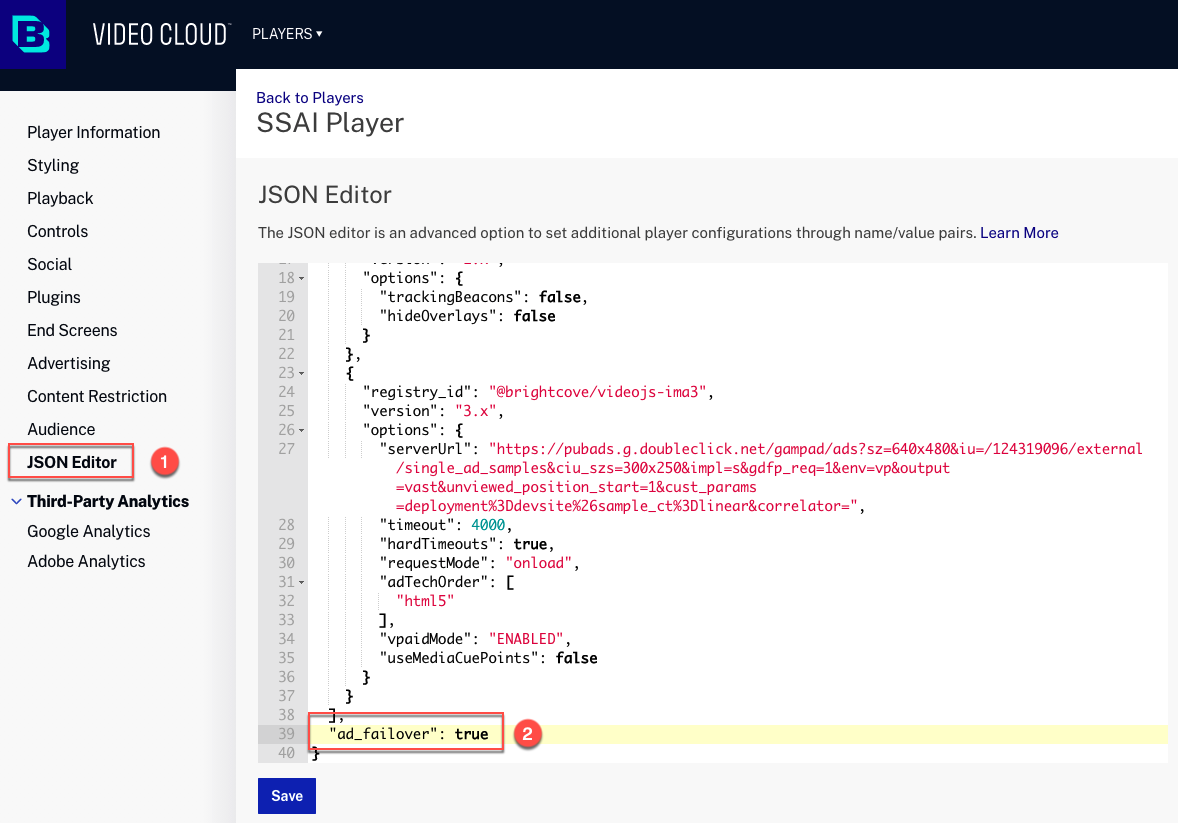 VIDEO CLOUD™
PLAYERS ▾
Player Information
Styling
Playback
Controls
Social
Plugins
End Screens
Advertising
Content Restriction
Audience
JSON Editor
1
Third-Party Analytics
Google Analytics
Adobe Analytics
Back to Players
SSAI Player
JSON Editor
The JSON editor is an advanced option to set additional player configurations through name/value pairs. Learn More
18 "options": {
19 "trackingBeacons": false,
20 "hideOverlays": false
21 }
22 },
23 {
24 "registry_id": "@brightcove/videojs-ima3",
25 "version": "3.x",
26 "options": {
27 "serverUrl": "https://pubads.g.doubleclick.net/gampad/ads?sz=640x480&iu=/124319096/external
/single_ad_samples&ciu_szs=300x250&impl=s&gdfp_req=1&env=vp&output
=vast&unviewed_position_start=1&cust_params
=deployment%3Ddevsite%26sample_ct%3Dlinear&correlator=",
28 "timeout": 4000,
29 "hardTimeouts": true,
30 "requestMode": "onload",
31 "adTechOrder": [
32 "html5"
33 ],
34 "vpaidMode": "ENABLED",
35 "useMediaCuePoints": false
36 }
37 }
38 ],
39 "ad_failover": true
2
40 }
Save